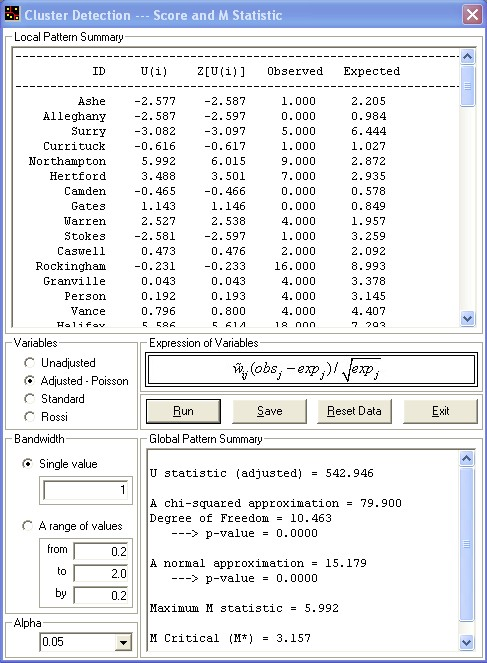 Cluster Detection --- Score and M Statistic
Local Pattern Summary
ID U(i) Z[U(i)] Observed Expected
Ashe -2.577 -2.587 1.000 2.205
Alleghany -2.587 -2.597 0.000 0.984
Surry -3.082 -3.097 5.000 6.444
Currituck -0.616 -0.617 1.000 1.027
Northampton 5.992 6.015 9.000 2.872
Hertford 3.488 3.501 7.000 2.935
Camden -0.465 -0.466 0.000 0.578
Gates 1.143 1.146 0.000 0.849
Warren 2.527 2.538 4.000 1.957
Stokes -2.581 -2.597 1.000 3.259
Caswell 0.473 0.476 2.000 2.092
Rockingham -0.231 -0.233 16.000 8.993
Granville 0.043 0.043 4.000 3.378
Person 0.192 0.193 4.000 3.145
Vance 0.796 0.800 4.000 4.407
Halifax 5.586 5.614 18.000 7.293
Variables
Unadjusted
Adjusted - Poisson
Standard
Rossi
Expression of Variables
w̃ij(obsj − expj)/√expj
Run Save Reset Data Exit
Bandwidth
Single value
1
A range of values
from 0.2
to 2.0
by 0.2
Alpha
0.05
Global Pattern Summary
U statistic (adjusted) = 542.946
A chi-squared approximation = 79.900
Degree of Freedom = 10.463
---> p-value = 0.0000
A normal approximation = 15.179
---> p-value = 0.0000
Maximum M statistic = 5.992
M Critical (M*) = 3.157